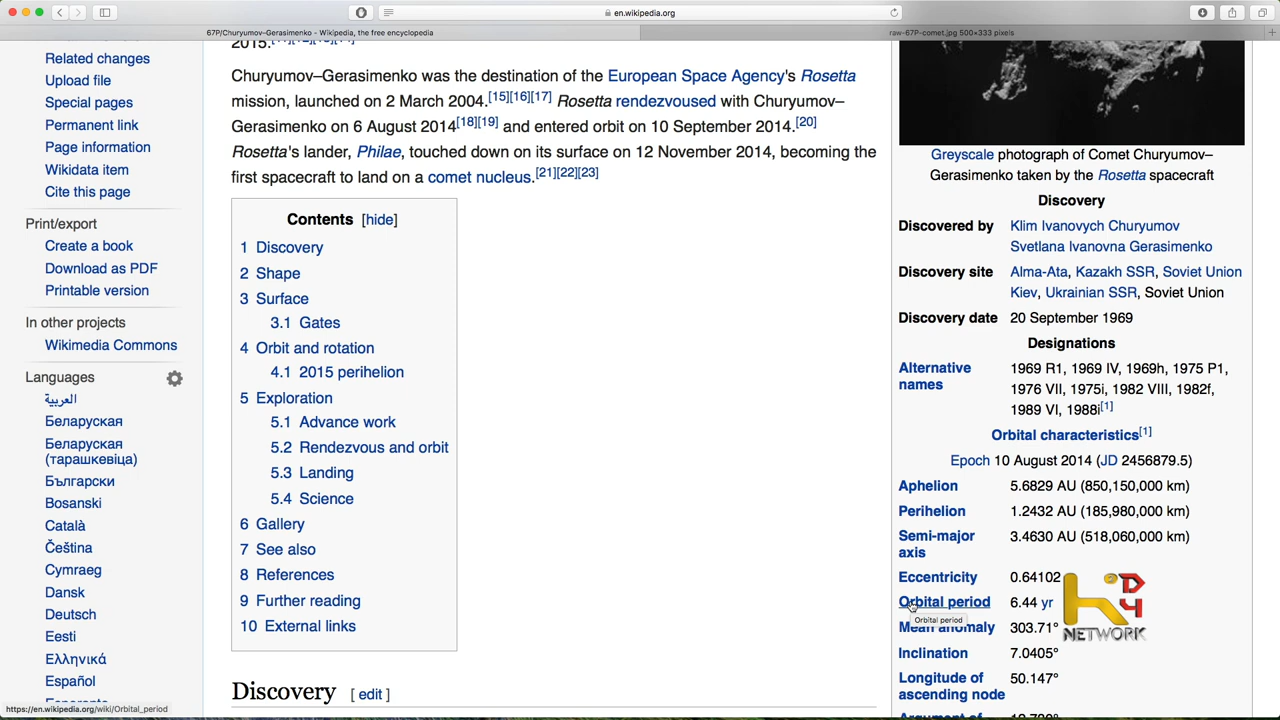 en.wikipedia.org
67P/Churyumov–Gerasimenko - Wikipedia, the free encyclopedia
raw-67P-comet.jpg 500×333 pixels
Related changes
Upload file
Special pages
Permanent link
Page information
Wikidata item
Cite this page
Print/export
Create a book
Download as PDF
Printable version
In other projects
Wikimedia Commons
Languages
العربية
Беларуская
Беларуская
(тарашкевіца)
Български
Bosanski
Català
Čeština
Cymraeg
Dansk
Deutsch
Eesti
Ελληνικά
Español
https://en.wikipedia.org/wiki/Orbital_period
2015.
Churyumov–Gerasimenko was the destination of the European Space Agency's Rosetta
mission, launched on 2 March 2004.[15][16][17] Rosetta rendezvoused with Churyumov–
Gerasimenko on 6 August 2014[18][19] and entered orbit on 10 September 2014.[20]
Rosetta's lander, Philae, touched down on its surface on 12 November 2014, becoming the
first spacecraft to land on a comet nucleus.[21][22][23]
Contents [hide]
1 Discovery
2 Shape
3 Surface
3.1 Gates
4 Orbit and rotation
4.1 2015 perihelion
5 Exploration
5.1 Advance work
5.2 Rendezvous and orbit
5.3 Landing
5.4 Science
6 Gallery
7 See also
8 References
9 Further reading
10 External links
Discovery [ edit ]
Greyscale photograph of Comet Churyumov–
Gerasimenko taken by the Rosetta spacecraft
Discovery
Discovered by Klim Ivanovych Churyumov
Svetlana Ivanovna Gerasimenko
Discovery site Alma-Ata, Kazakh SSR, Soviet Union
Kiev, Ukrainian SSR, Soviet Union
Discovery date 20 September 1969
Designations
Alternative names 1969 R1, 1969 IV, 1969h, 1975 P1,
1976 VII, 1975i, 1982 VIII, 1982f,
1989 VI, 1988i[1]
Orbital characteristics[1]
Epoch 10 August 2014 (JD 2456879.5)
Aphelion 5.6829 AU (850,150,000 km)
Perihelion 1.2432 AU (185,980,000 km)
Semi-major axis 3.4630 AU (518,060,000 km)
Eccentricity 0.64102
Orbital period 6.44 yr
Orbital period
Mean anomaly 303.71°
Inclination 7.0405°
Longitude of ascending node 50.147°
NETWORK